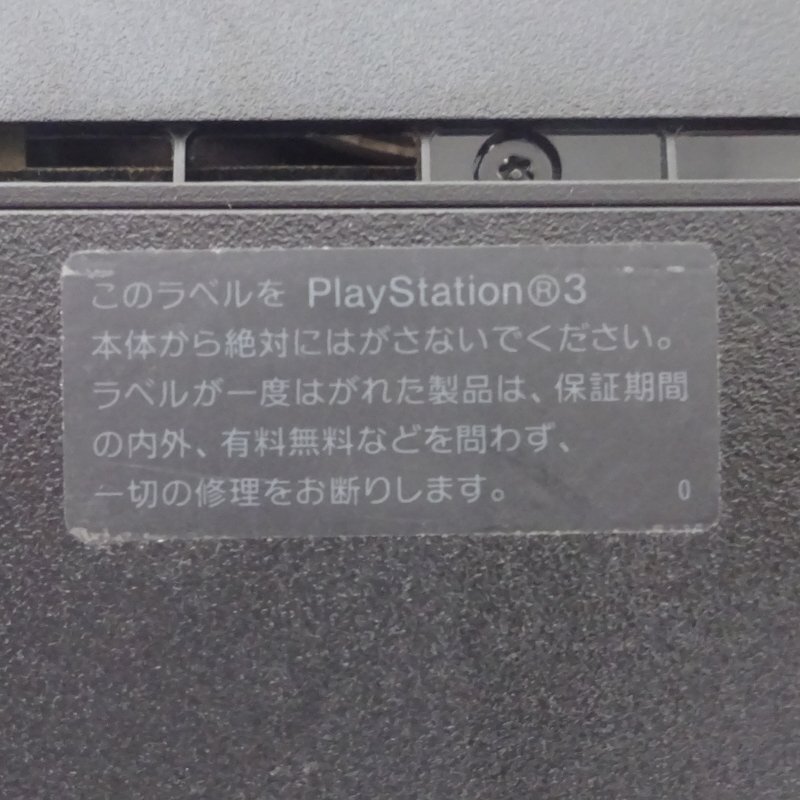 このラベルを PlayStation®3
本体から絶対にはがさないでください。
ラベルが一度はがれた製品は、保証期間
の内外、有料無料などを問わず、
一切の修理をお断りします。 0